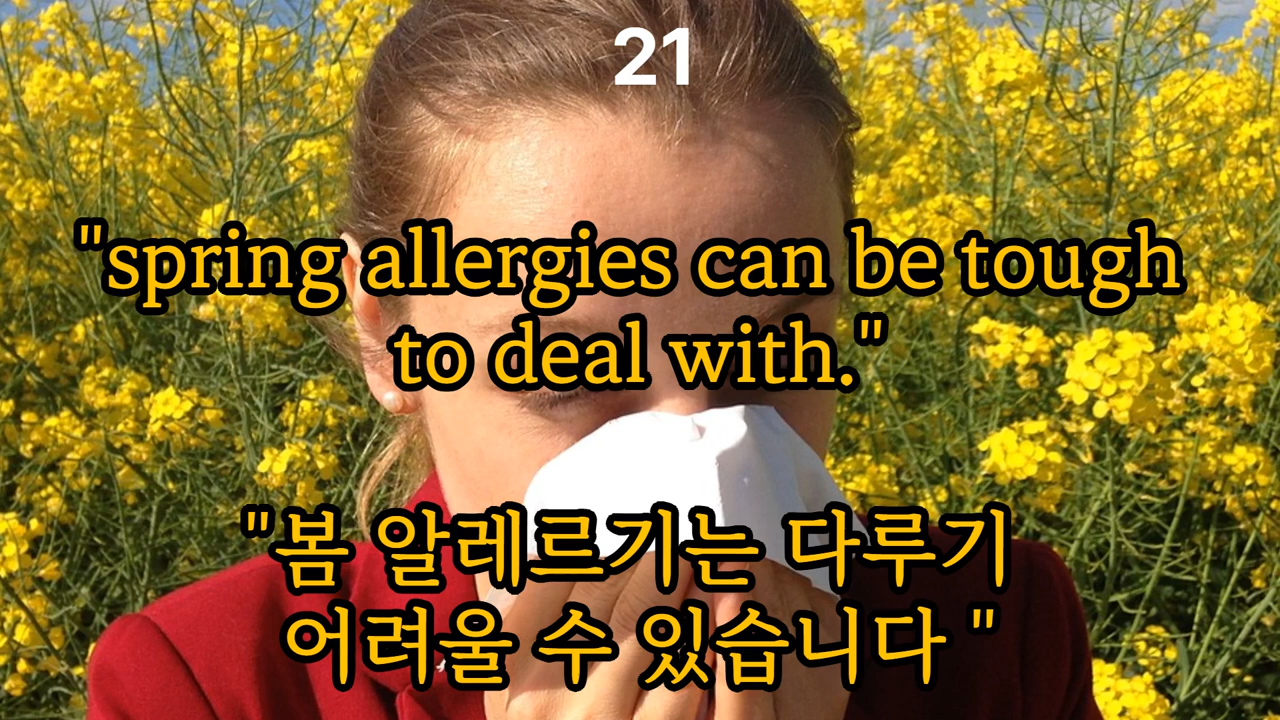 21
"spring allergies can be tough
to deal with."
"봄 알레르기는 다루기
어려울 수 있습니다 "